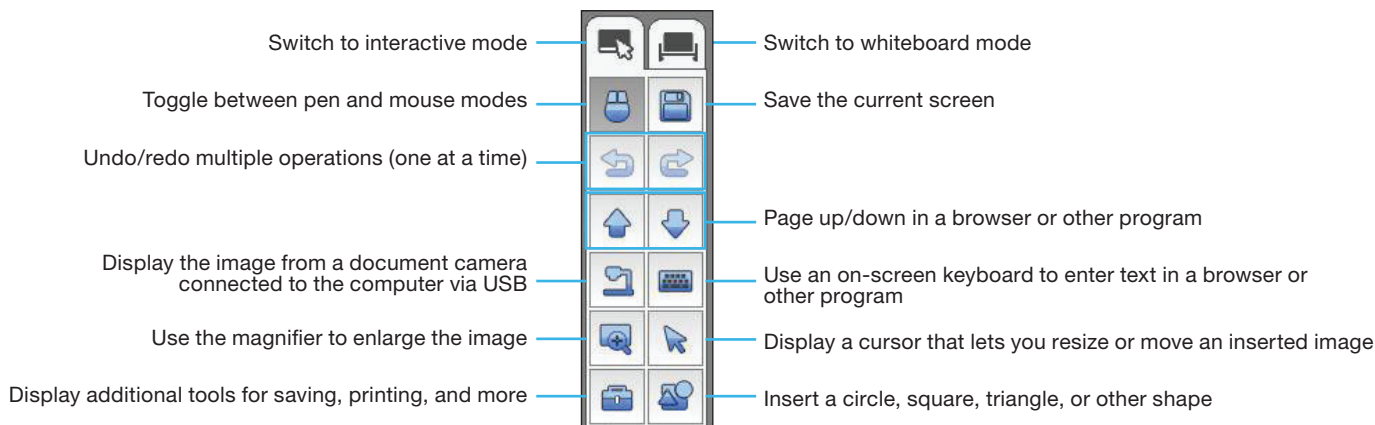 Switch to interactive mode
Switch to whiteboard mode
Toggle between pen and mouse modes
Save the current screen
Undo/redo multiple operations (one at a time)
Page up/down in a browser or other program
Display the image from a document camera
connected to the computer via USB
Use an on-screen keyboard to enter text in a browser or
other program
Use the magnifier to enlarge the image
Display a cursor that lets you resize or move an inserted image
Display additional tools for saving, printing, and more
Insert a circle, square, triangle, or other shape